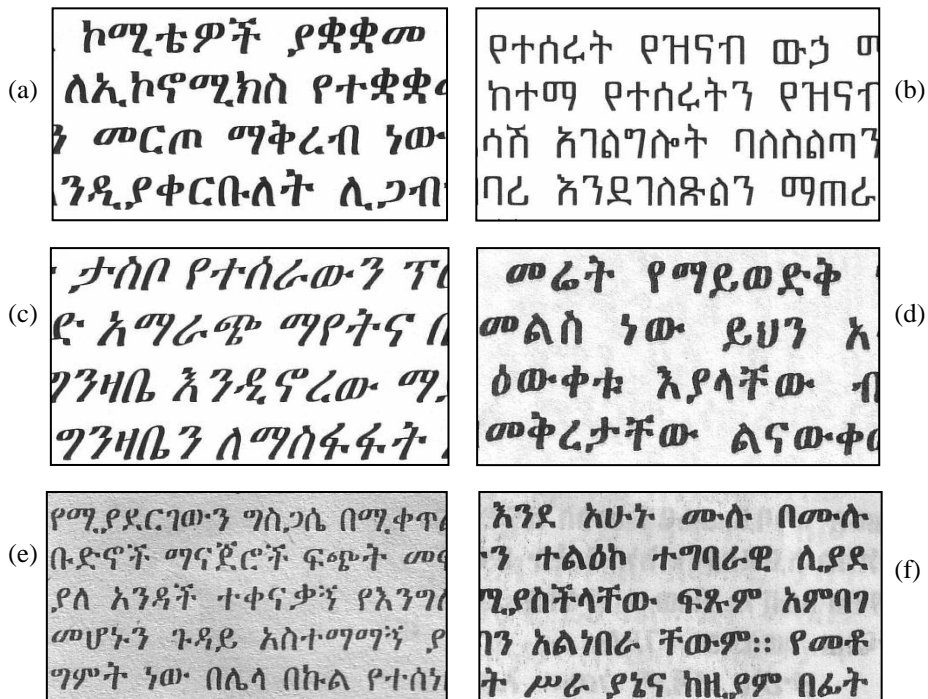 (a)
ኮሚቴዎች ያቋቋመ
ለኢኮኖሚክስ የተቋቋ
መርጦ ማቅረብ ነው
ንዲያቀርቡለት ሊጋብ
(b)
የተሰሩት የዝናብ ውኃ
ከተማ የተሰሩትን የዝናብ
ሳሽ አገልግሎት ባለስልጣን
ባሪ እንደገለጹልን ማጠራ
(c)
ታስቦ የተሰራውን
አማራጭ ማየትና
ግንዛቤ እንዲኖረው
ግንዛቤን ለማስፋፋት
(d)
መሬት የማይወድቅ
መልስ ነው ይህን
ዕውቀቱ እያላቸው
መቅረታቸው ልናውቀ
(e)
የሚያደርገውን ግስጋሴ በሚቀጥ
ቡድኖች ማናጀሮች ፍጭት
ያለ አንዳች ተቀናቃኝ የእንግ
መሆኑን ጉዳይ አስተማማኝ
ግምት ነው በሌላ በኩል የተሰነ
(f)
እንደ አሁኑ ሙሉ በሙሉ
ን ተልዕኮ ተግባራዊ ሊያደ
ሚያስችላቸው ፍጹም አምባገ
ገን አልነበራ ቸውም፡፡ የመቶ
ት ሥራ ያኔና ከዚያም በፊት